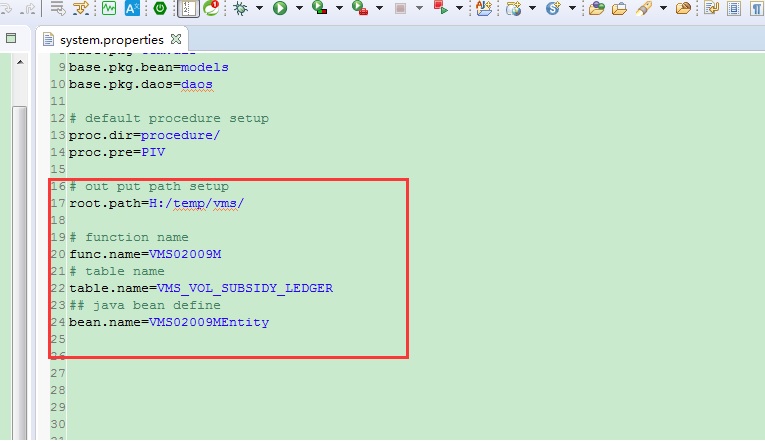 system.properties
9 base.pkg.bean=models
10 base.pkg.daos=daos
11
12 # default procedure setup
13 proc.dir=procedure/
14 proc.pre=PIV
15
16 # out put path setup
17 root.path=H:/temp/vms/
18
19 # function name
20 func.name=VMS02009M
21 # table name
22 table.name=VMS_VOL_SUBSIDY_LEDGER
23 ## java bean define
24 bean.name=VMS02009MEntity
25
26
27
28
29
30